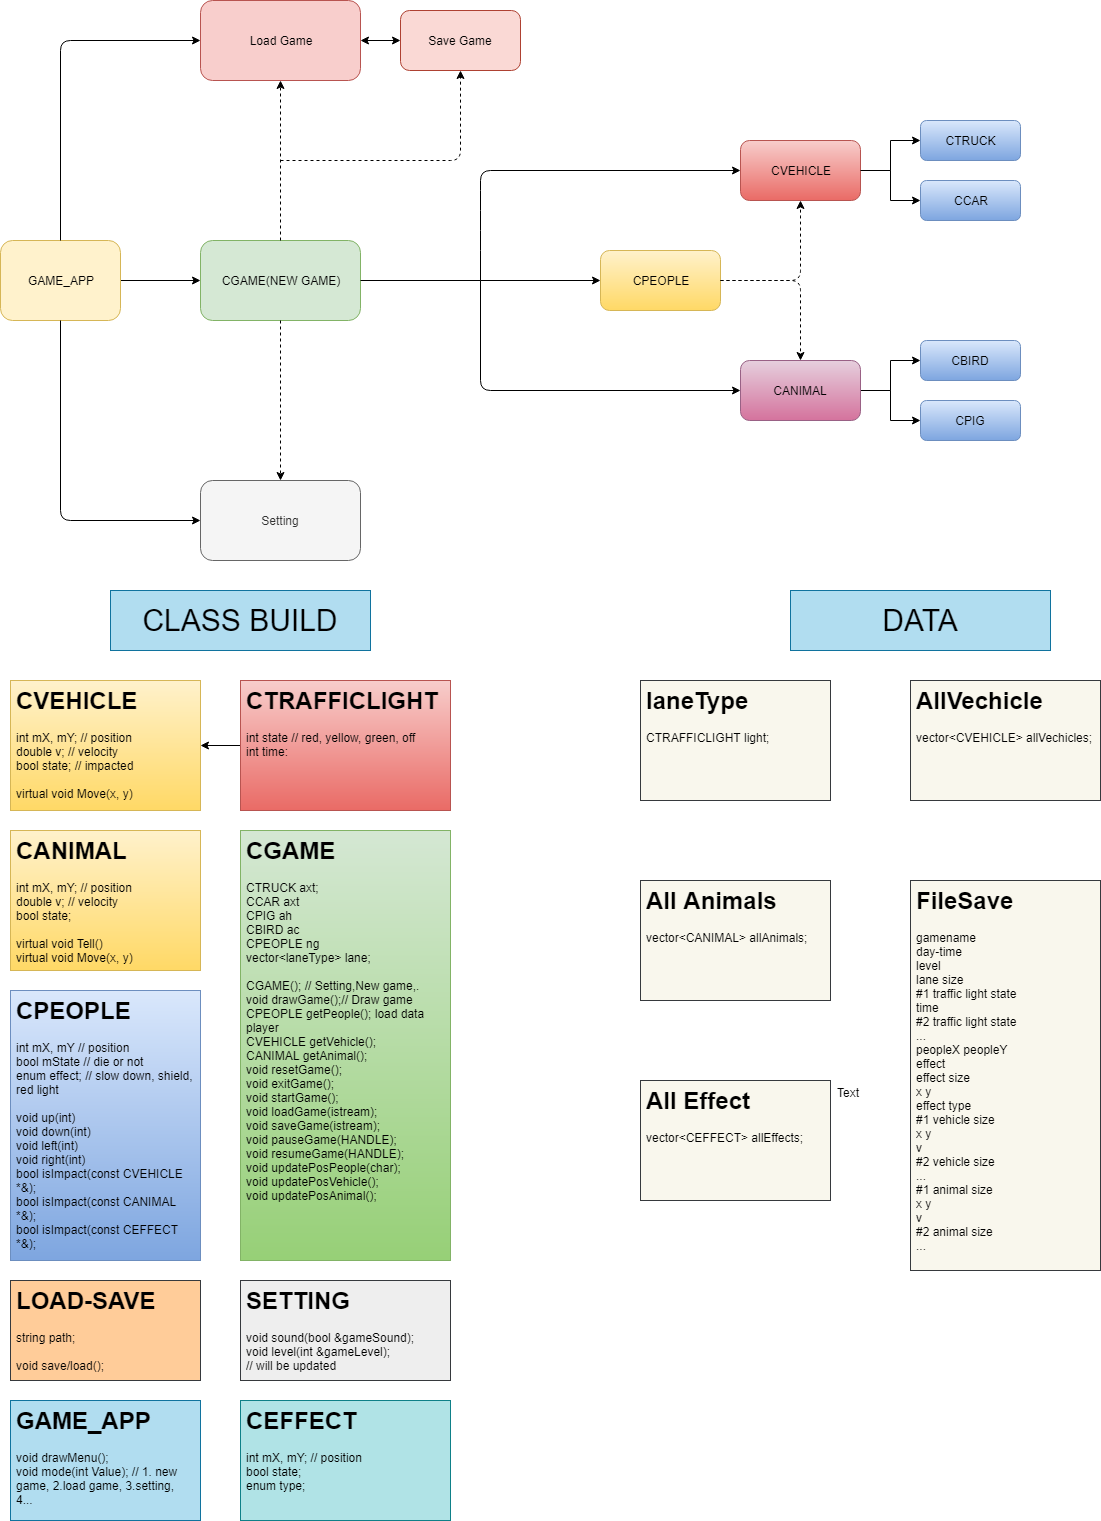 Load Game
Save Game
CTRUCK
CVEHICLE
CCAR
GAME_APP
CGAME(NEW GAME)
CPEOPLE
CBIRD
CANIMAL
CPIG
Setting
CLASS BUILD
DATA
CVEHICLE
int mX, mY; // position
double v; // velocity
bool state; // impacted
virtual void Move(x, y)
CTRAFFICLIGHT
int state // red, yellow, green, off
int time:
laneType
CTRAFFICLIGHT light;
AllVechicle
vector<CVEHICLE> allVechicles;
CANIMAL
int mX, mY; // position
double v; // velocity
bool state;
virtual void Tell()
virtual void Move(x, y)
CGAME
CTRUCK axt;
CCAR axt
CPIG ah
CBIRD ac
CPEOPLE ng
vector<laneType> lane;
CGAME(); // Setting,New game,.
void drawGame();// Draw game
CPEOPLE getPeople(); load data
player
CVEHICLE getVehicle();
CANIMAL getAnimal();
void resetGame();
void exitGame();
void startGame();
void loadGame(istream);
void saveGame(istream);
void pauseGame(HANDLE);
void resumeGame(HANDLE);
void updatePosPeople(char);
void updatePosVehicle();
void updatePosAnimal();
All Animals
vector<CANIMAL> allAnimals;
FileSave
gamename
day-time
level
lane size
#1 traffic light state
time
#2 traffic light state
...
peopleX peopleY
effect
effect size
x y
effect type
#1 vehicle size
x y
v
#2 vehicle size
...
#1 animal size
x y
v
#2 animal size
...
CPEOPLE
int mX, mY // position
bool mState // die or not
enum effect; // slow down, shield,
red light
void up(int)
void down(int)
void left(int)
void right(int)
bool isImpact(const CVEHICLE
*&);
bool isImpact(const CANIMAL
*&);
bool isImpact(const CEFFECT
*&);
All Effect
vector<CEFFECT> allEffects;
Text
LOAD-SAVE
string path;
void save/load();
SETTING
void sound(bool &gameSound);
void level(int &gameLevel);
// will be updated
GAME_APP
void drawMenu();
void mode(int Value); // 1. new
game, 2.load game, 3.setting,
4...
CEFFECT
int mX, mY; // position
bool state;
enum type;